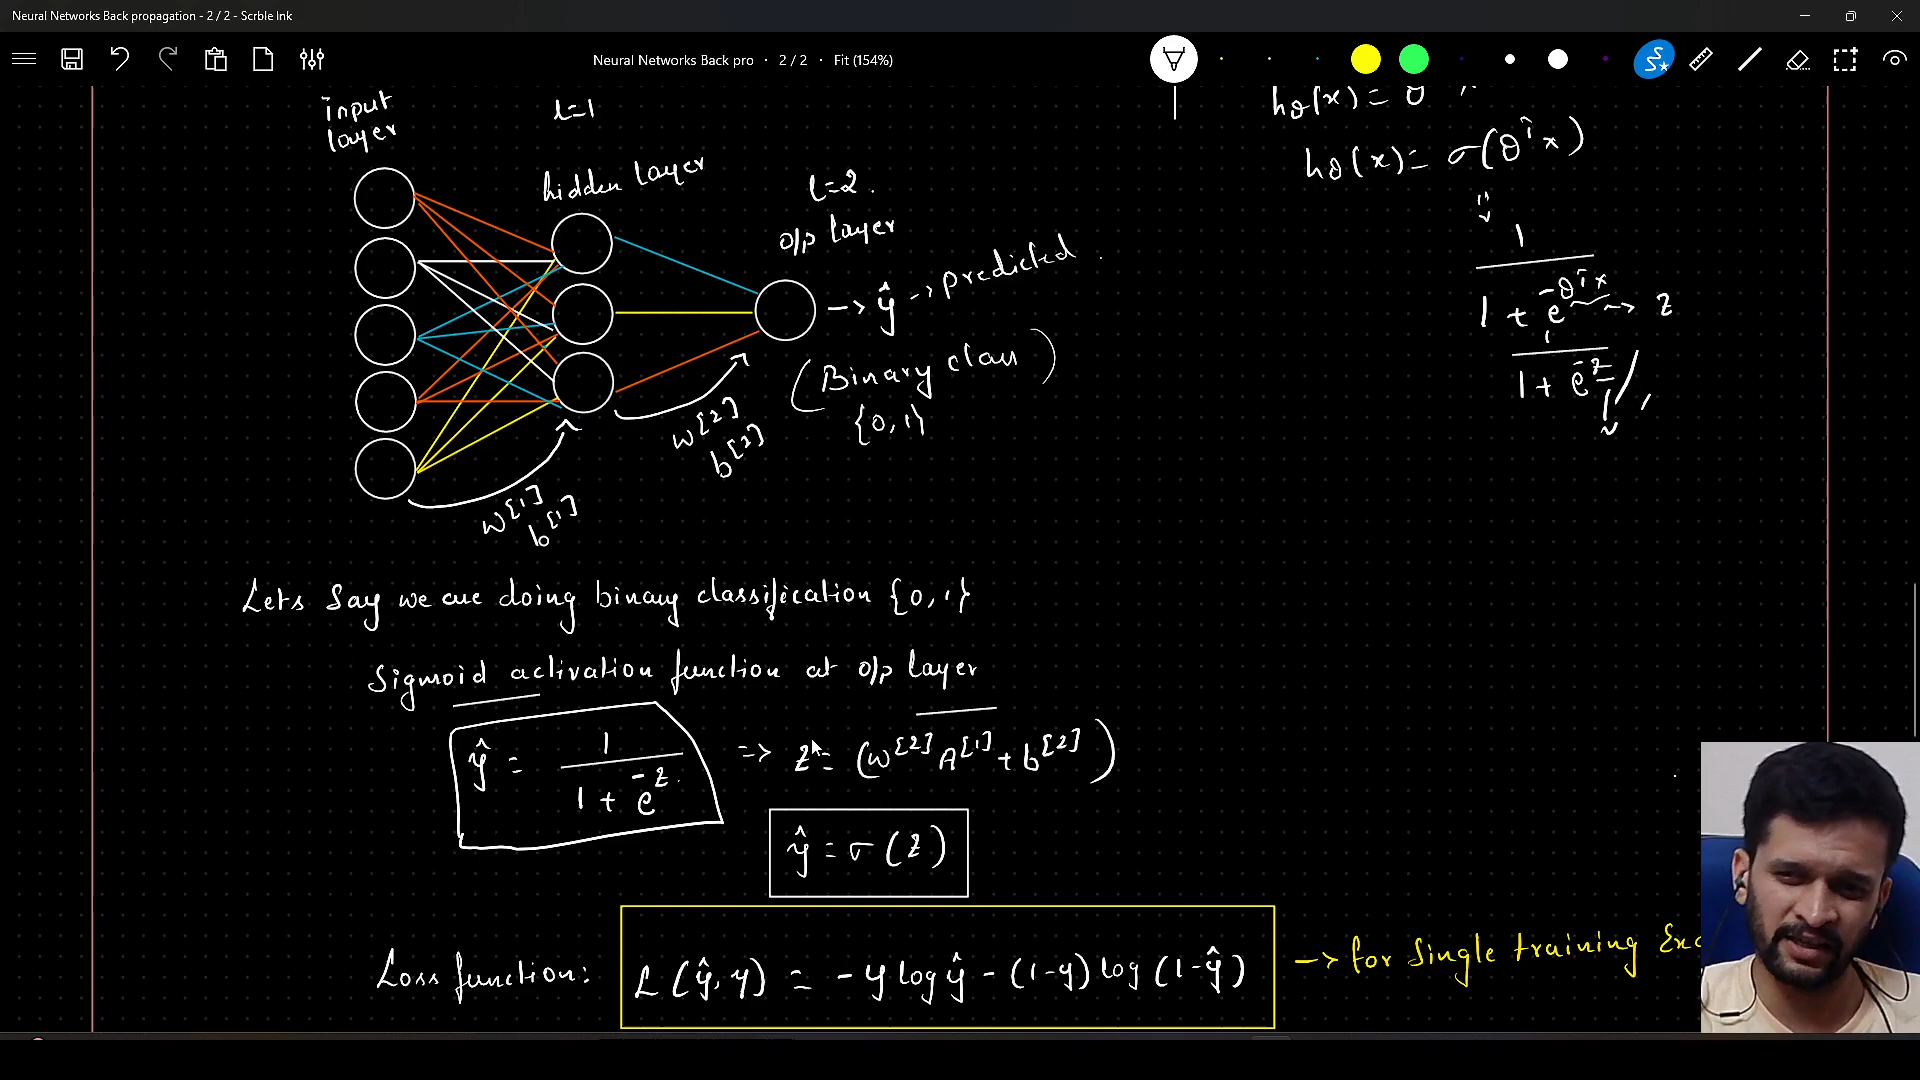 Neural Networks Back propagation - 2 / 2 - Scrble Ink
Neural Networks Back pro · 2 / 2 · Fit (154%)
input
layer
l=1
hidden layer
l=2.
o/p layer
→ ŷ → predicted.
(Binary class)
{0,1}
w[2]
b[2]
w[1]
b[1]
hθ(x) = θ
hθ(x) = σ(θᵀx)
1
1 + e^-θᵀx → z
1
1 + e^-z
Lets Say we are doing binary classification {0,1}
Sigmoid activation function at o/p layer
ŷ = 1 / (1 + e^-z) => z = (w[2] A[1] + b[2])
ŷ = σ(z)
Loss function: L(ŷ, y) = -y log ŷ - (1-y) log (1-ŷ) → for Single training